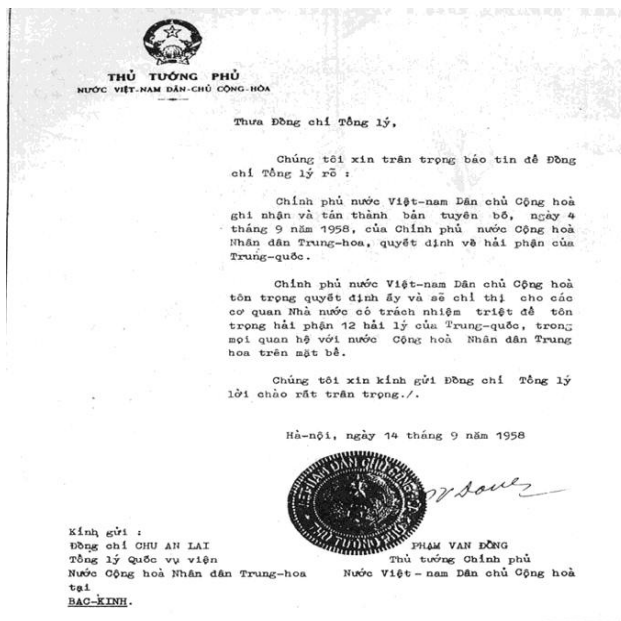 THỦ TƯỚNG PHỦ
NƯỚC VIỆT-NAM DÂN-CHỦ CỘNG-HÒA
Thưa Đồng chí Tổng lý,
Chúng tôi xin trân trọng báo tin để Đồng
chí Tổng lý rõ :
Chính phủ nước Việt-nam Dân chủ Cộng hoà
ghi nhận và tán thành bản tuyên bố, ngày 4
tháng 9 năm 1958, của Chính phủ nước Cộng hoà
Nhân dân Trung-hoa, quyết định về hải phận của
Trung-quốc.
Chính phủ nước Việt-nam Dân chủ Cộng hoà
tôn trọng quyết định ấy và sẽ chỉ thị cho các
cơ quan Nhà nước có trách nhiệm triệt để tôn
trọng hải phận 12 hải lý của Trung-quốc, trong
mọi quan hệ với nước Cộng hoà Nhân dân Trung
hoa trên mặt bể.
Chúng tôi xin kính gửi Đồng chí Tổng lý
lời chào rất trân trọng./.
Hà-nội, ngày 14 tháng 9 năm 1958
VIỆT-NAM DÂN CHỦ CỘNG
THỦ TƯỚNG PHỦ
Kính gửi :
Đồng chí CHU AN LAI
Tổng lý Quốc vụ viện
Nước Cộng hoà Nhân dân Trung-hoa
tại
BẮC-KINH.
PHẠM VAN ĐỒNG
Thủ tướng Chính phủ
Nước Việt-nam Dân chủ Cộng hoà